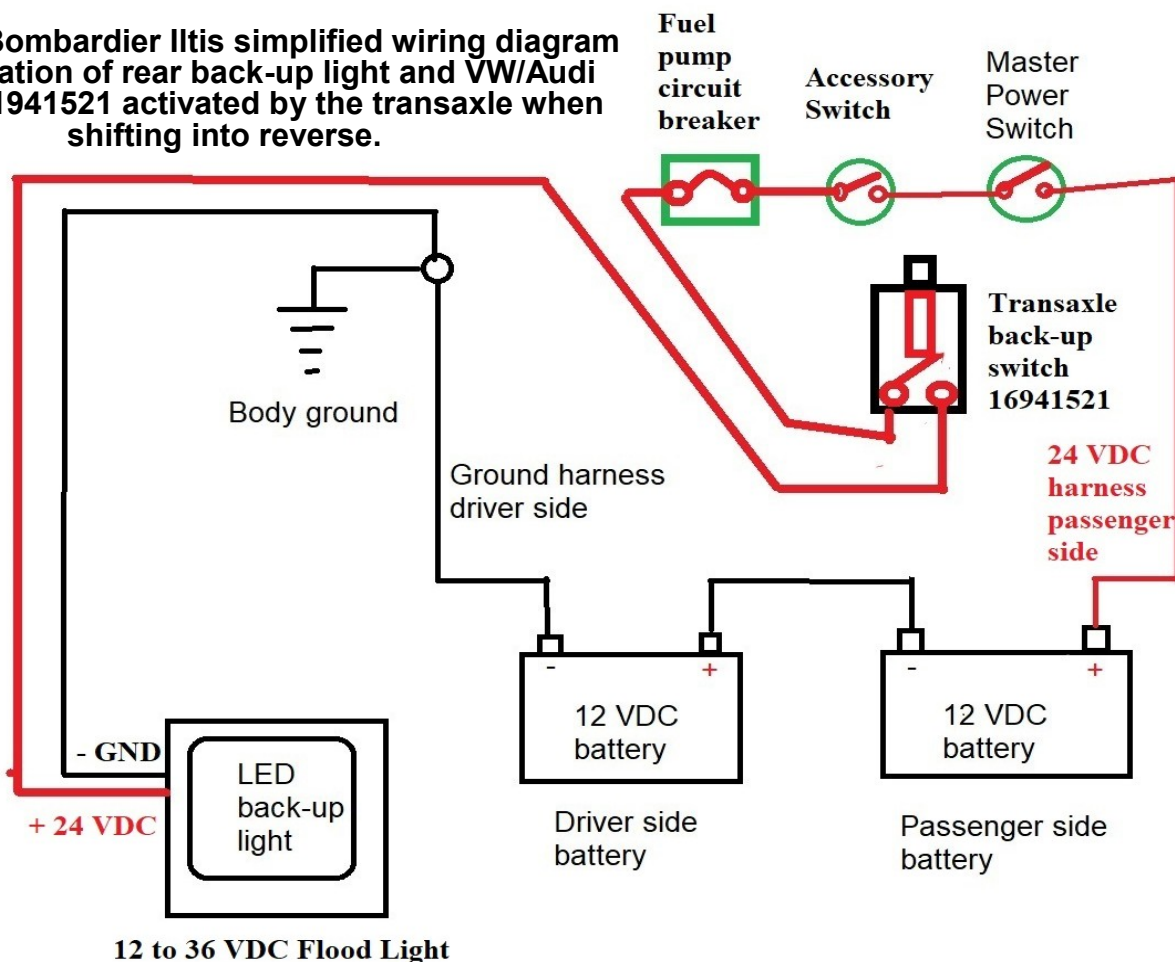 Bombardier Iltis simplified wiring diagram
ation of rear back-up light and VW/Audi
1941521 activated by the transaxle when
shifting into reverse.
Fuel
pump
circuit
breaker
Accessory
Switch
Master
Power
Switch
Body ground
Transaxle
back-up
switch
16941521
Ground harness
driver side
24 VDC
harness
passenger
side
- +
12 VDC
battery
- +
12 VDC
battery
- GND
LED
back-up
light
+ 24 VDC
Driver side
battery
Passenger side
battery
12 to 36 VDC Flood Light